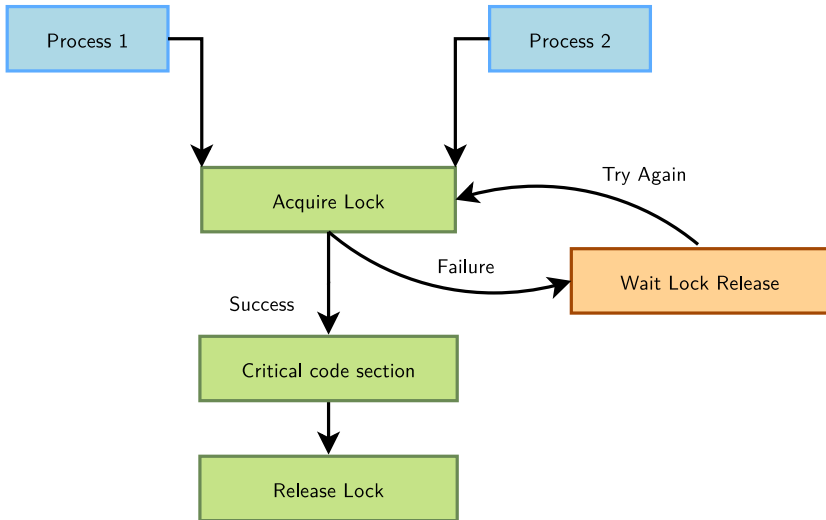 Process 1
Process 2
Try Again
Acquire Lock
Failure
Wait Lock Release
Success
Critical code section
Release Lock